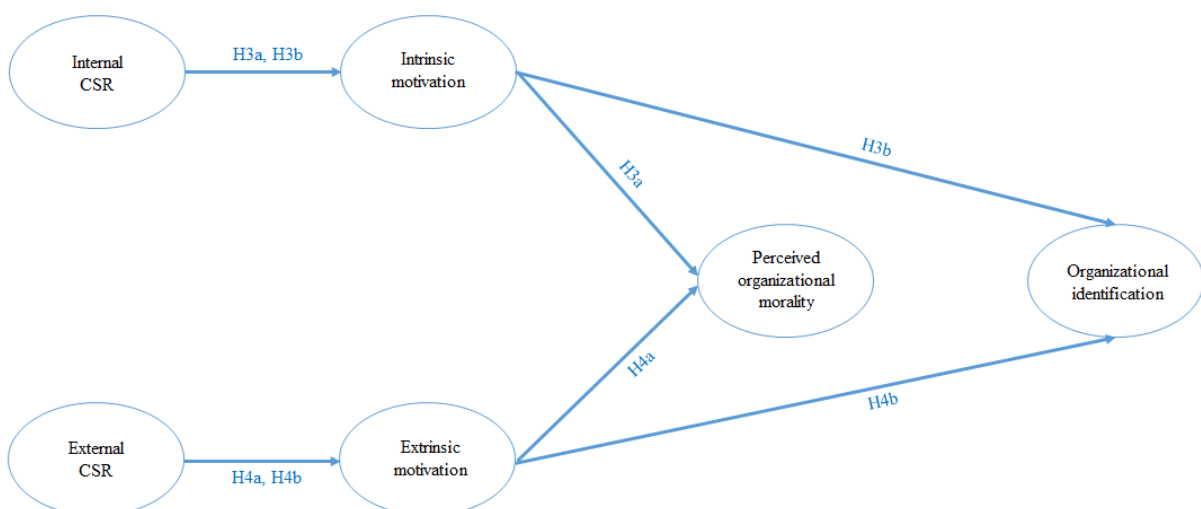 Internal
CSR
H3a, H3b
Intrinsic
motivation
H3b
H3a
Perceived
organizational
morality
Organizational
identification
H4a
H4b
External
CSR
H4a, H4b
Extrinsic
motivation